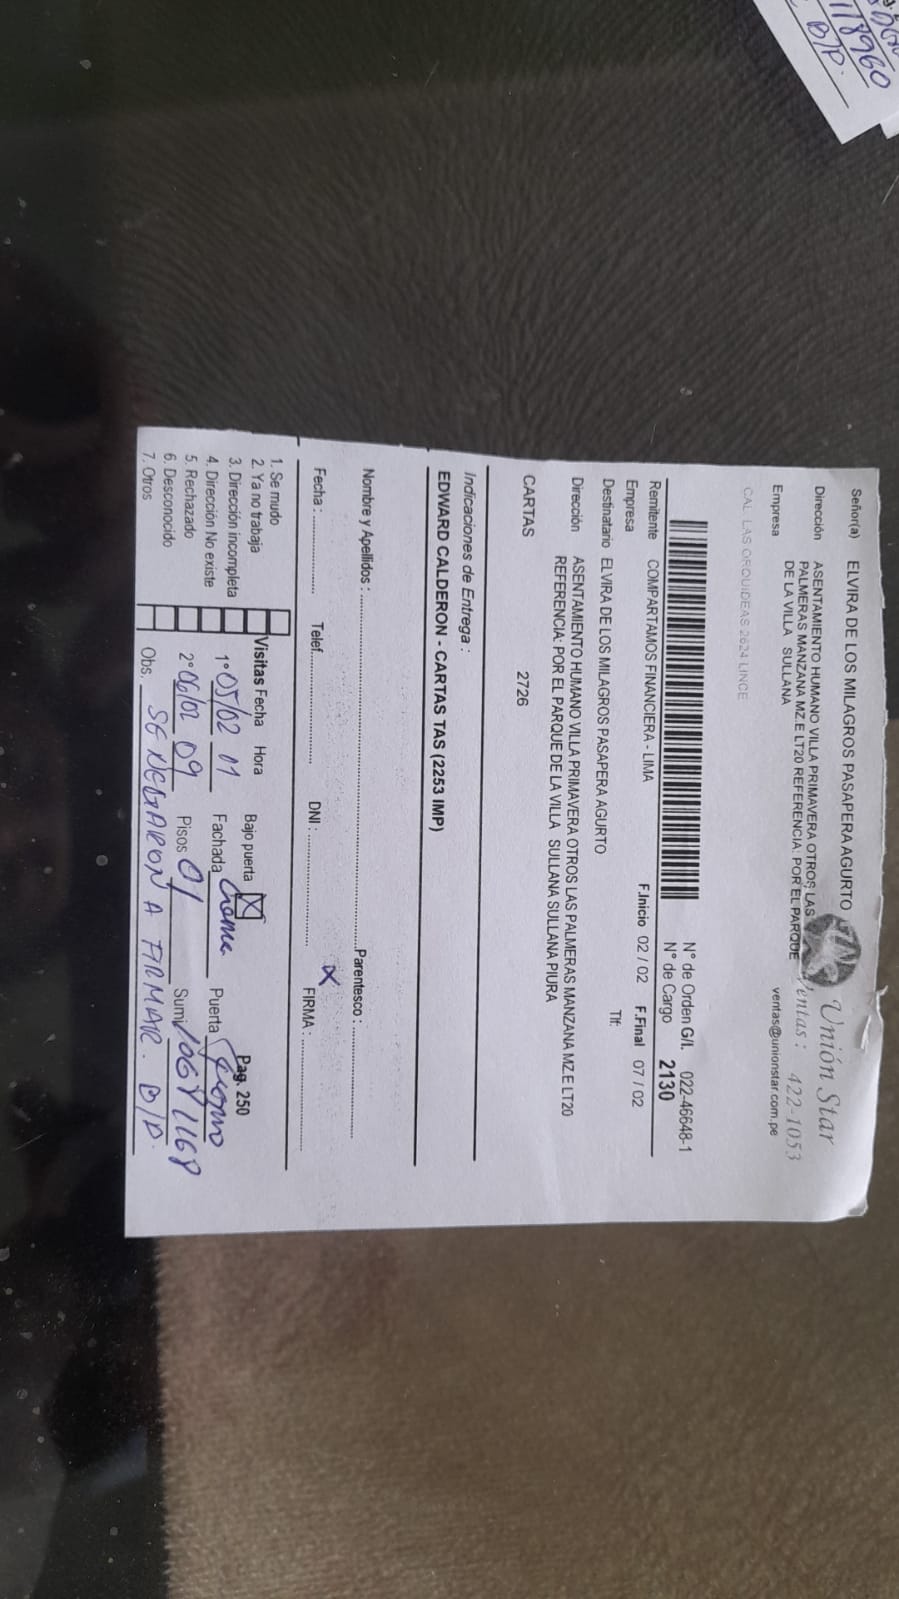 Señor(a) ELVIRA DE LOS MILAGROS PASAPERA AGURTO
Unión Star
Dirección ASENTAMIENTO HUMANO VILLA PRIMAVERA OTROS LAS
PALMERAS MANZANA MZ.E LT20 REFERENCIA: POR EL PARQUE
DE LA VILLA SULLANA
Ventas: 422-1053
ventas@unionstar.com.pe
Empresa
CAL LAS ORQUIDEAS 2624 LINCE
N° de Orden G/I. 022-46648-1
N° de Cargo 2130
Remitente COMPARTAMOS FINANCIERA - LIMA F.Inicio 02 / 02 F.Final 07 / 02
Empresa
Destinatario ELVIRA DE LOS MILAGROS PASAPERA AGURTO Tlf:
Dirección ASENTAMIENTO HUMANO VILLA PRIMAVERA OTROS LAS PALMERAS MANZANA MZ.E LT20
REFERENCIA: POR EL PARQUE DE LA VILLA SULLANA SULLANA PIURA
CARTAS 2726
Indicaciones de Entrega :
EDWARD CALDERON - CARTAS TAS (2253 IMP)
Nombre y Apellidos : Parentesco :
Fecha : Telef. DNI : X FIRMA :
Pag. 250
1. Se mudo
2. Ya no trabaja
3. Dirección incompleta
4. Dirección No existe
5. Rechazado
6. Desconocido
7. Otros
Visitas Fecha Hora Bajo puerta X
1° 05/02 11 Fachada Puerta
2° 06/02 09 Pisos 01 Sumi
Obs. SE NEGARON A FIRMAR. B/P.
118960
B/P.